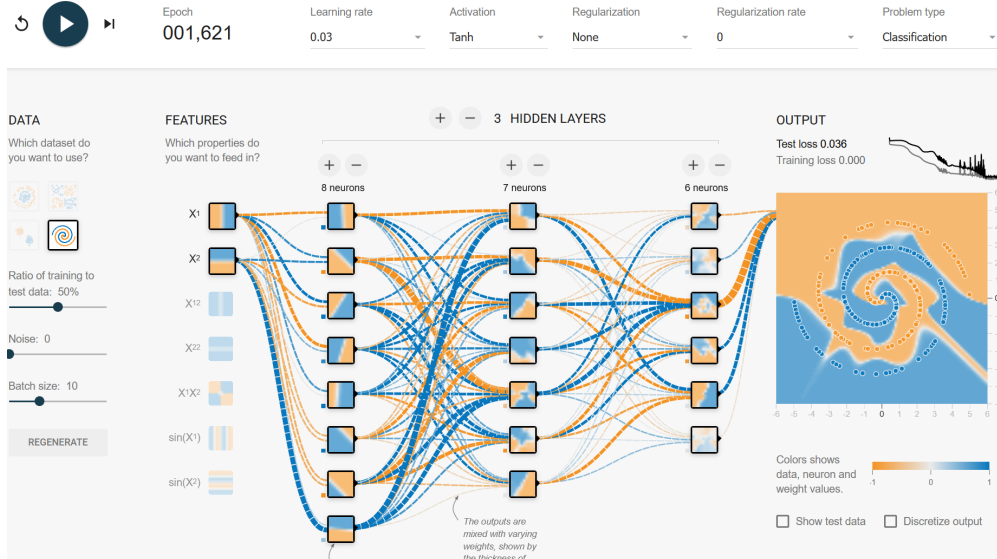 Epoch
001,621
Learning rate
0.03
Activation
Tanh
Regularization
None
Regularization rate
0
Problem type
Classification
DATA
Which dataset do
you want to use?
Ratio of training to
test data: 50%
Noise: 0
Batch size: 10
REGENERATE
FEATURES
Which properties do
you want to feed in?
X1
X2
X12
X22
X1X2
sin(X1)
sin(X2)
+ − 3 HIDDEN LAYERS
+ −
8 neurons
+ −
7 neurons
+ −
6 neurons
The outputs are
mixed with varying
weights, shown by
the thickness of
OUTPUT
Test loss 0.036
Training loss 0.000
-6 -5 -4 -3 -2 -1 0 1 2 3 4 5 6
Colors shows
data, neuron and
weight values.
-1 0 1
Show test data
Discretize output